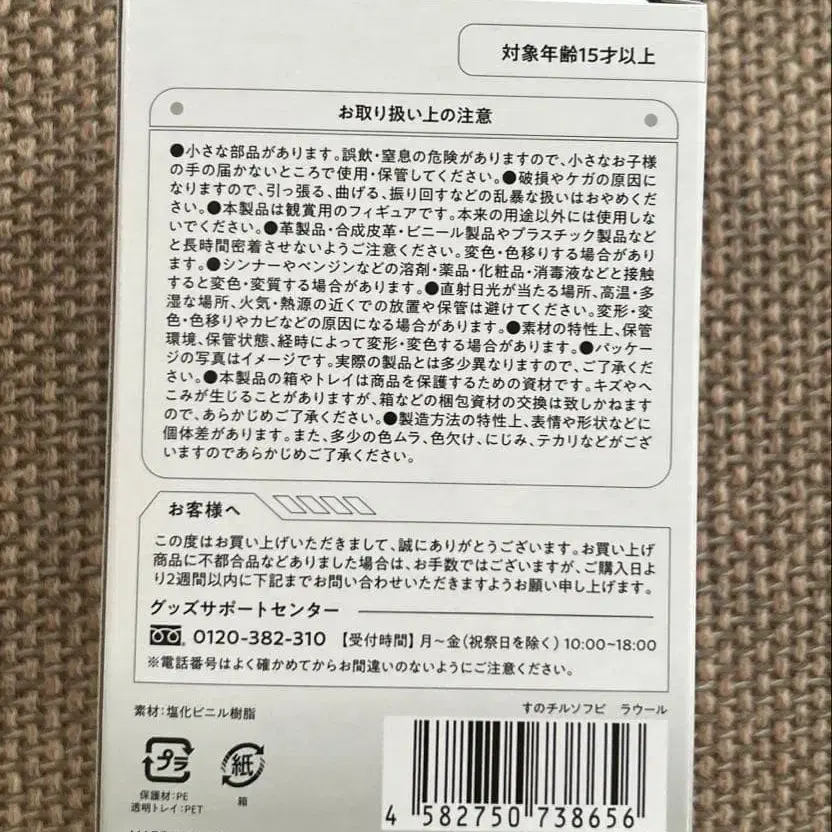 対象年齢15才以上
お取り扱い上の注意
●小さな部品があります。誤飲・窒息の危険がありますので、小さなお子様
の手の届かないところで使用・保管してください。●破損やケガの原因に
なりますので、引っ張る、曲げる、振り回すなどの乱暴な扱いはおやめくだ
さい。●本製品は観賞用のフィギュアです。本来の用途以外には使用しな
いでください。●革製品・合成皮革・ビニール製品やプラスチック製品など
と長時間密着させないようご注意ください。変色・色移りする場合があり
ます。●シンナーやベンジンなどの溶剤・薬品・化粧品・消毒液などと接触
すると変色・変質する場合があります。●直射日光が当たる場所、高温・多
湿な場所、火気・熱源の近くでの放置や保管は避けてください。変形・変
色・色移りやカビなどの原因になる場合があります。●素材の特性上、保管
環境、保管状態、経時によって変形・変色する場合があります。●パッケー
ジの写真はイメージです。実際の製品とは多少異なりますので、ご了承くだ
さい。●本製品の箱やトレイは商品を保護するための資材です。キズやへ
こみが生じることがありますが、箱などの梱包資材の交換は致しかねます
ので、あらかじめご了承ください。●製造方法の特性上、表情や形状などに
個体差があります。また、多少の色ムラ、色欠け、にじみ、テカリなどがござ
いますのであらかじめご了承ください。
お客様へ
この度はお買い上げいただきまして、誠にありがとうございます。お買い上げ
商品に不都合品などありました場合は、お手数ではございますが、ご購入日よ
り2週間以内に下記までお問い合わせいただきますようお願い申し上げます。
グッズサポートセンター
0120-382-310 【受付時間】月〜金(祝祭日を除く)10:00~18:00
※電話番号はよく確かめてからお間違いのないようにご注意ください。
素材:塩化ビニル樹脂
すのチルソフビ ラウール
プラ
紙
保護材:PE
透明トレイ:PET
箱
4 582750 738656